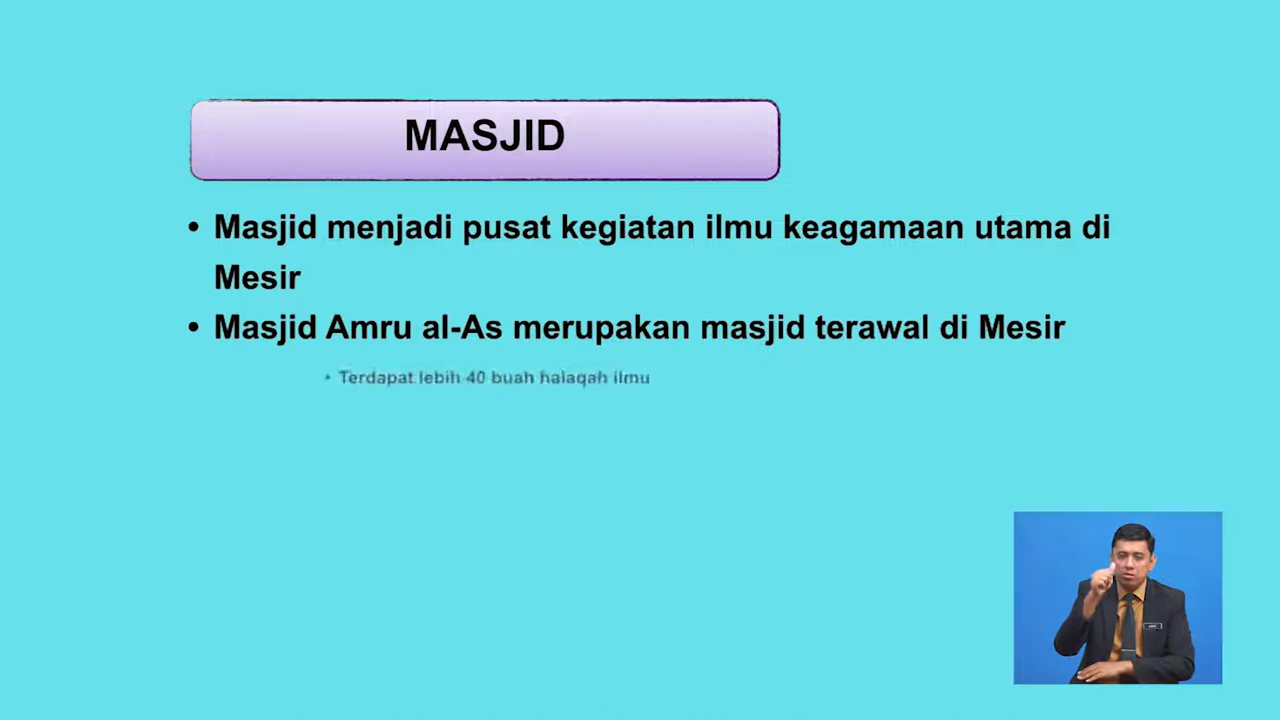 MASJID
• Masjid menjadi pusat kegiatan ilmu keagamaan utama di
Mesir
• Masjid Amru al-As merupakan masjid terawal di Mesir
• Terdapat lebih 40 buah halaqah ilmu